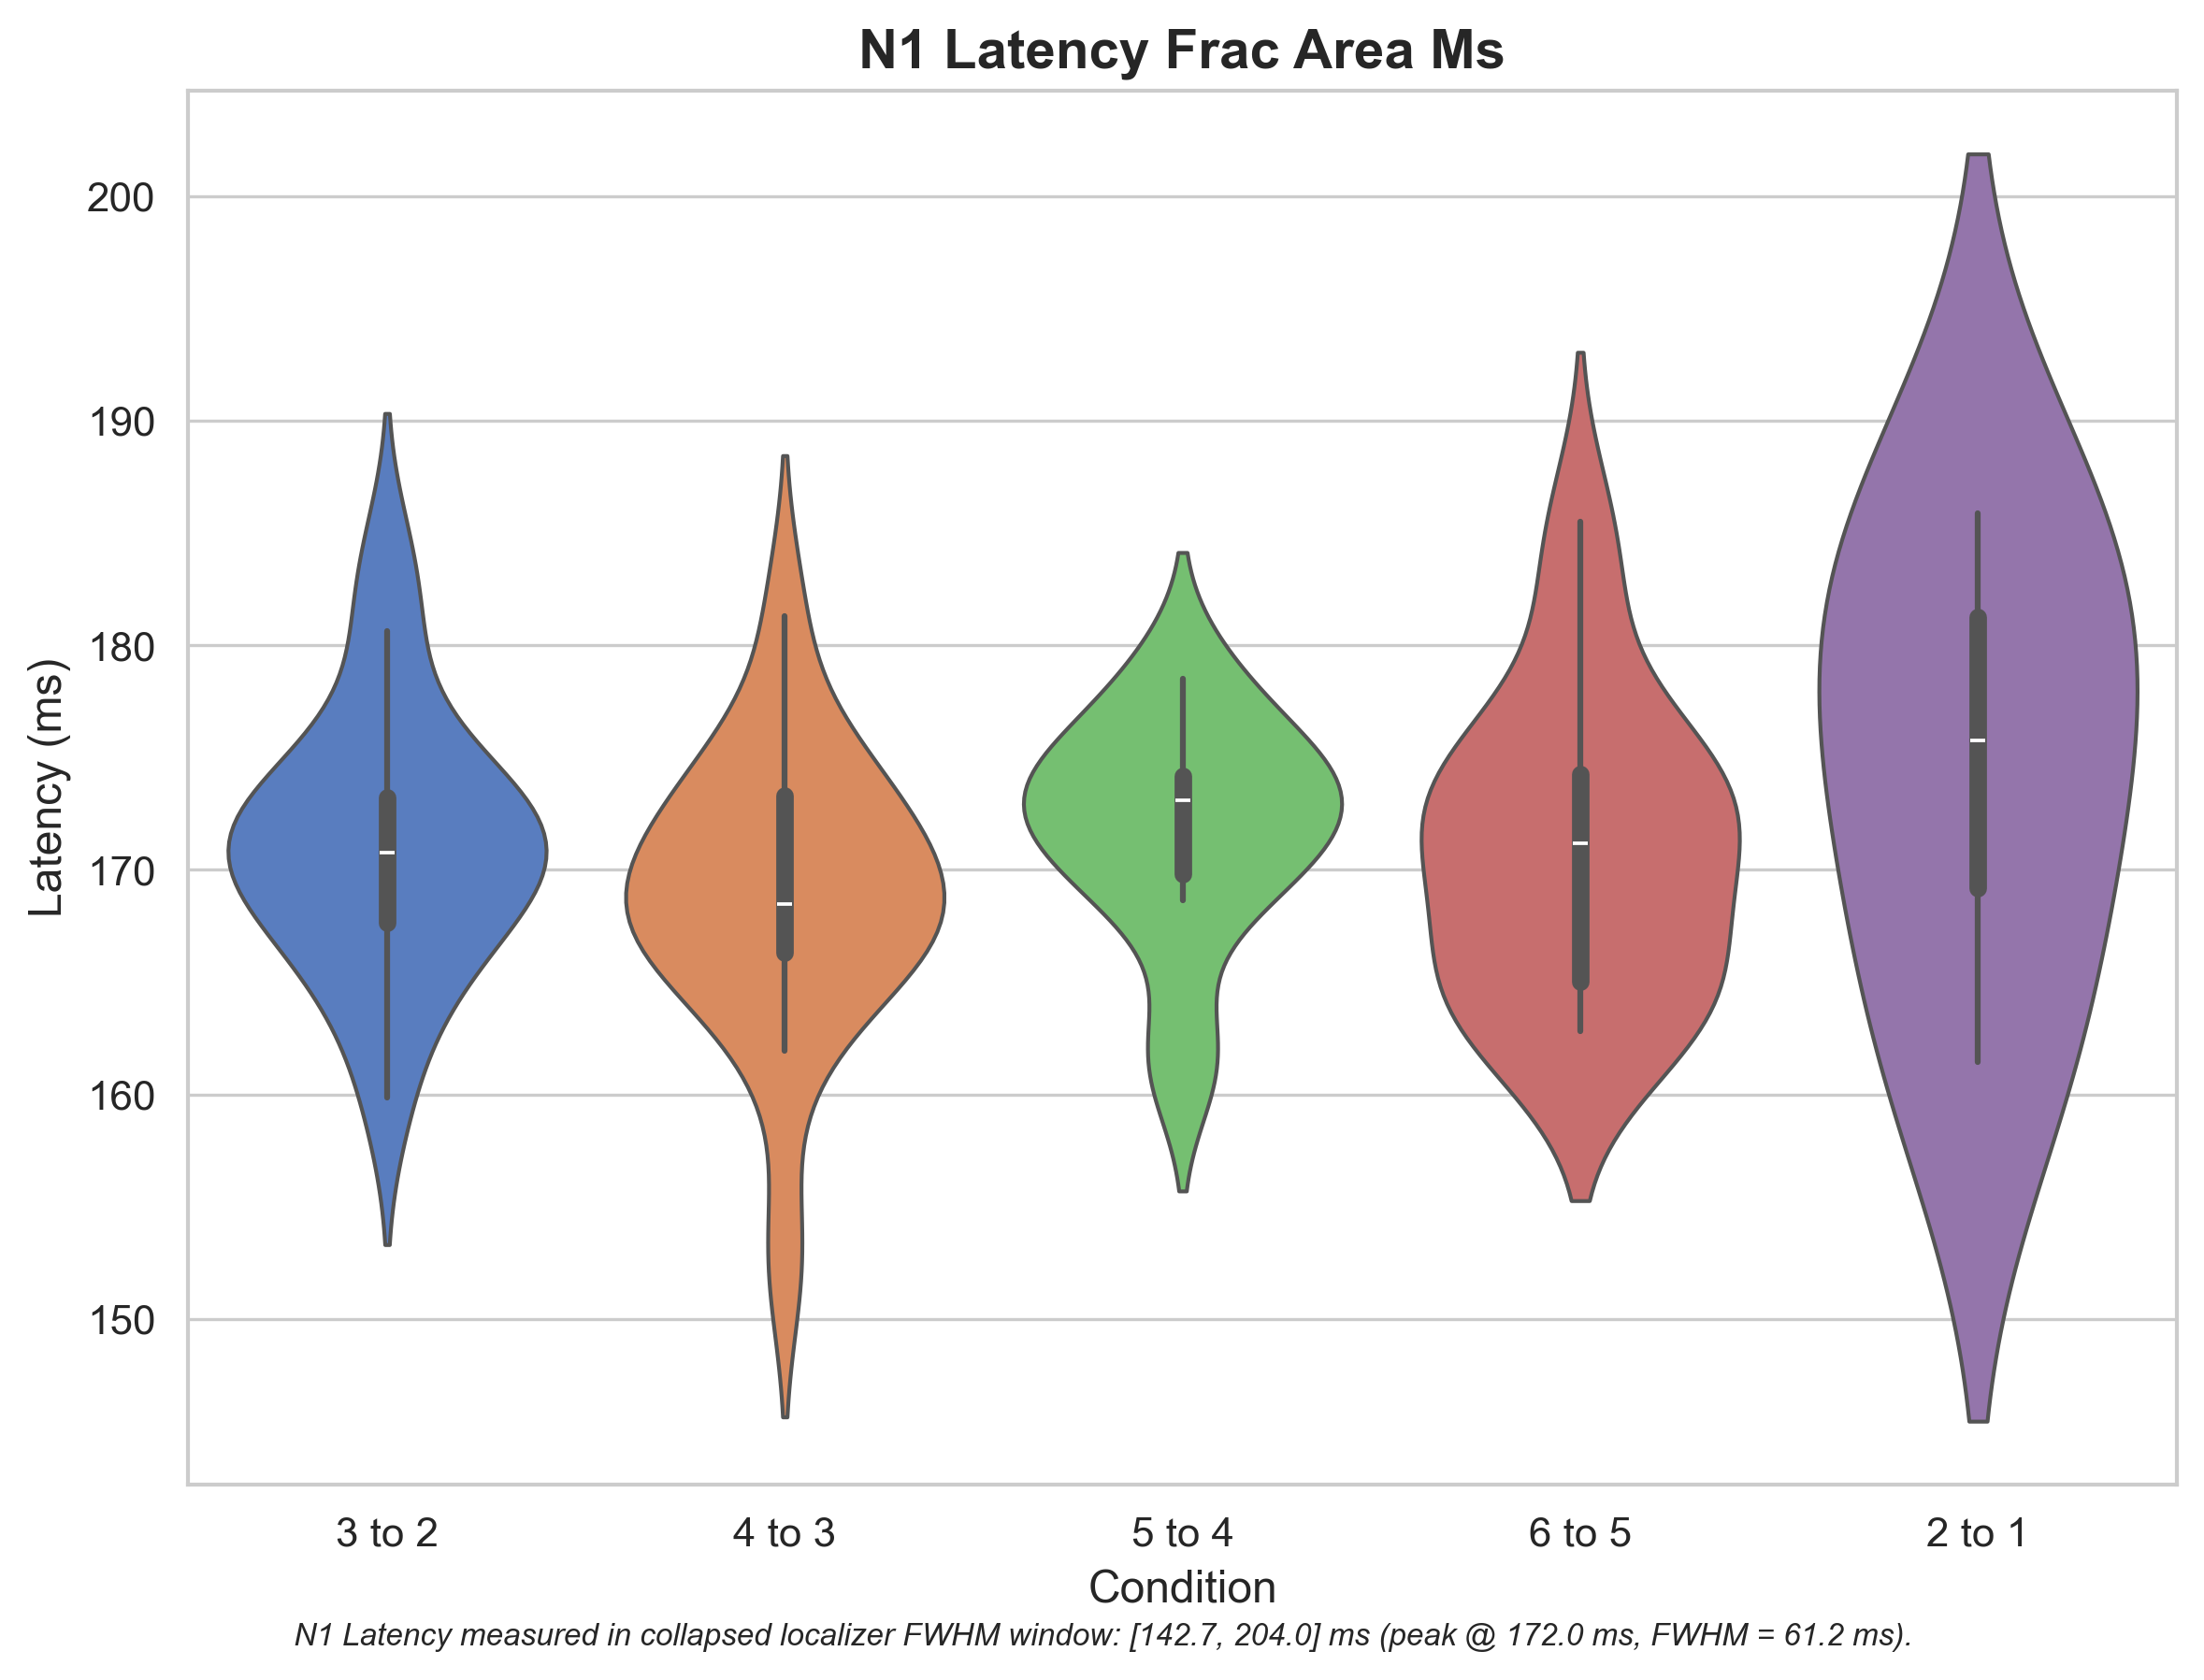 N1 Latency Frac Area Ms
Latency (ms)
200
190
180
170
160
150
3 to 2
4 to 3
5 to 4
6 to 5
2 to 1
Condition
N1 Latency measured in collapsed localizer FWHM window: [142.7, 204.0] ms (peak @ 172.0 ms, FWHM = 61.2 ms).